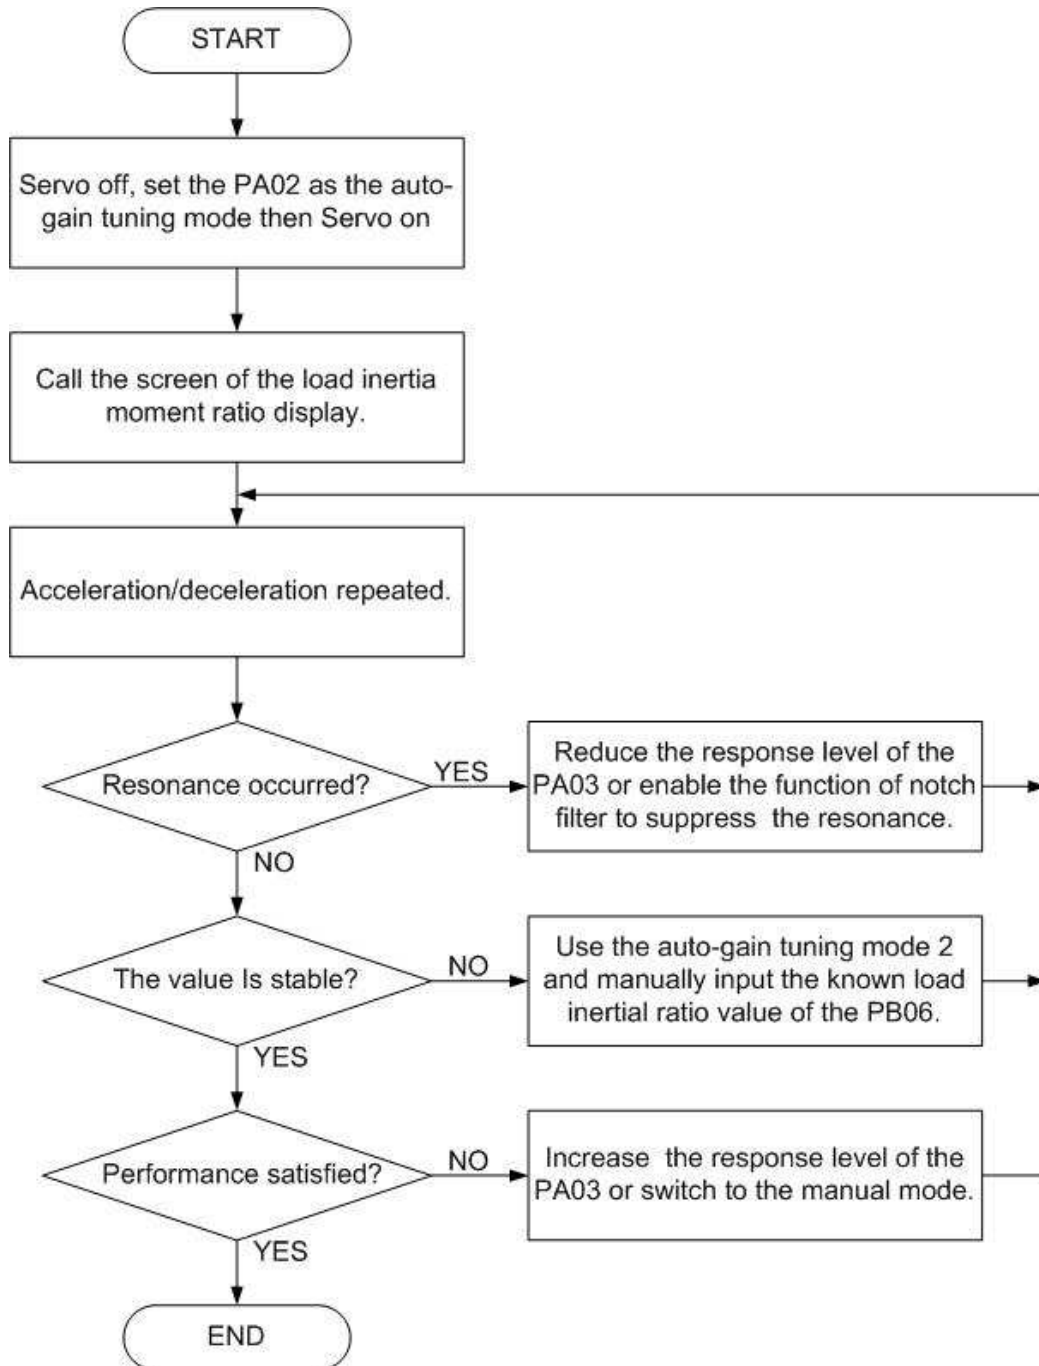 START
Servo off, set the PA02 as the auto-
gain tuning mode then Servo on
Call the screen of the load inertia
moment ratio display.
Acceleration/deceleration repeated.
Resonance occurred?
YES
Reduce the response level of the
PA03 or enable the function of notch
filter to suppress  the resonance.
NO
The value Is stable?
NO
Use the auto-gain tuning mode 2
and manually input the known load
inertial ratio value of the PB06.
YES
Performance satisfied?
NO
Increase  the response level of the
PA03 or switch to the manual mode.
YES
END